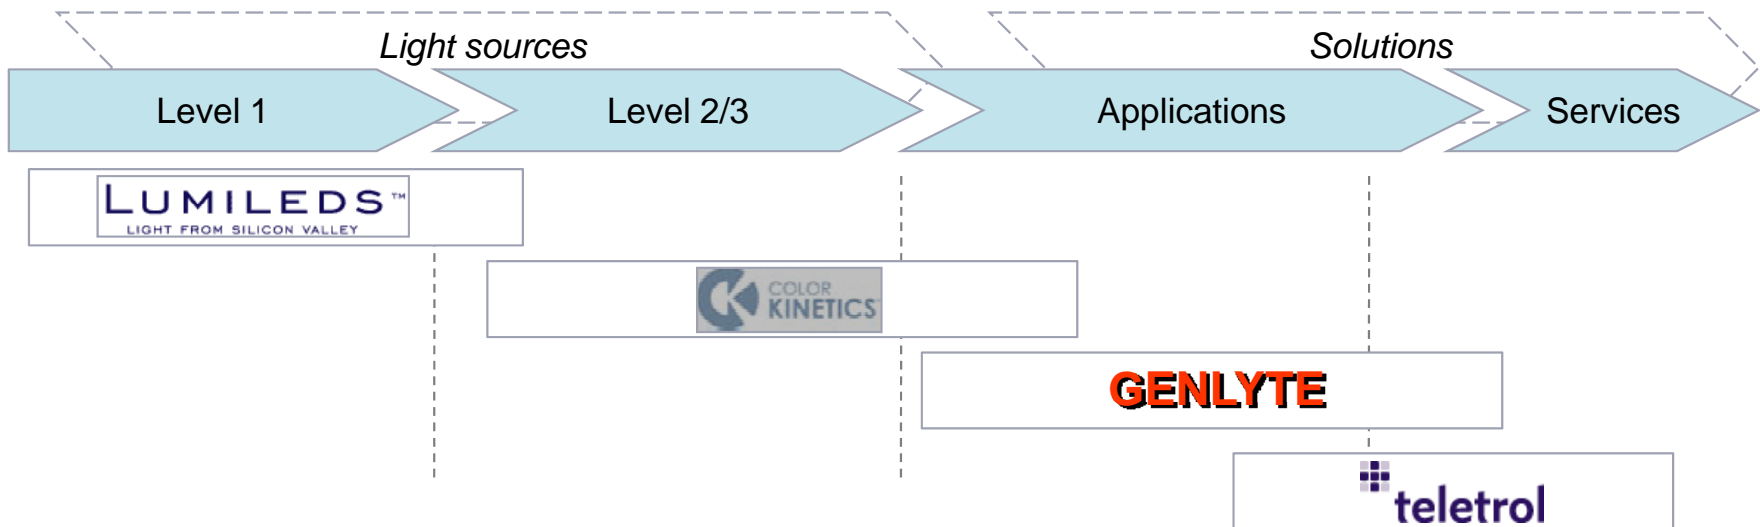 Light sources
Solutions
Level 1
Level 2/3
Applications
Services
LUMILEDS™
LIGHT FROM SILICON VALLEY
CK COLOR
KINETICS
GENLYTE
teletrol